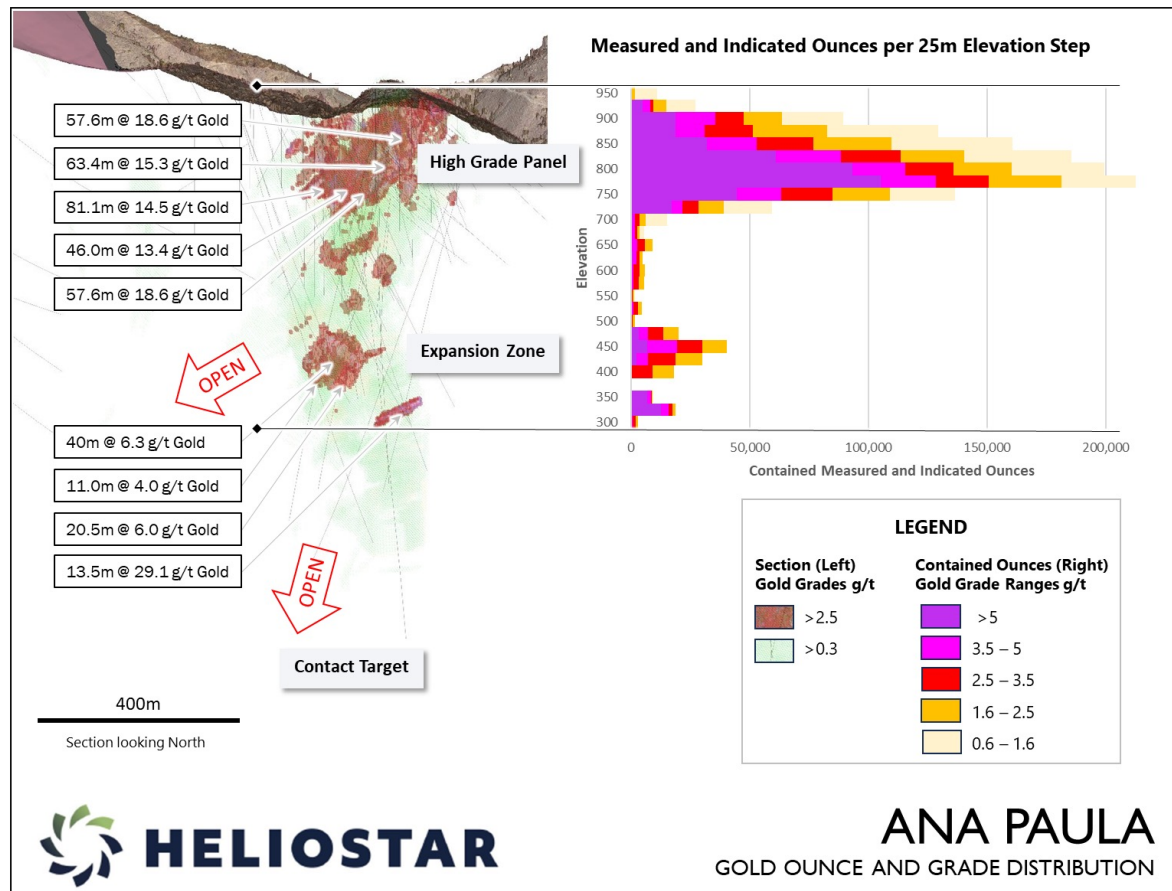 Measured and Indicated Ounces per 25m Elevation Step
57.6m @ 18.6 g/t Gold
63.4m @ 15.3 g/t Gold
81.1m @ 14.5 g/t Gold
46.0m @ 13.4 g/t Gold
57.6m @ 18.6 g/t Gold
High Grade Panel
Expansion Zone
OPEN
40m @ 6.3 g/t Gold
11.0m @ 4.0 g/t Gold
20.5m @ 6.0 g/t Gold
13.5m @ 29.1 g/t Gold
OPEN
Contact Target
400m
Section looking North
Elevation
950
900
850
800
750
700
650
600
550
500
450
400
350
300
0
50,000
100,000
150,000
200,000
Contained Measured and Indicated Ounces
LEGEND
Section (Left)
Gold Grades g/t
>2.5
>0.3
Contained Ounces (Right)
Gold Grade Ranges g/t
>5
3.5 – 5
2.5 – 3.5
1.6 – 2.5
0.6 – 1.6
HELIOSTAR
ANA PAULA
GOLD OUNCE AND GRADE DISTRIBUTION